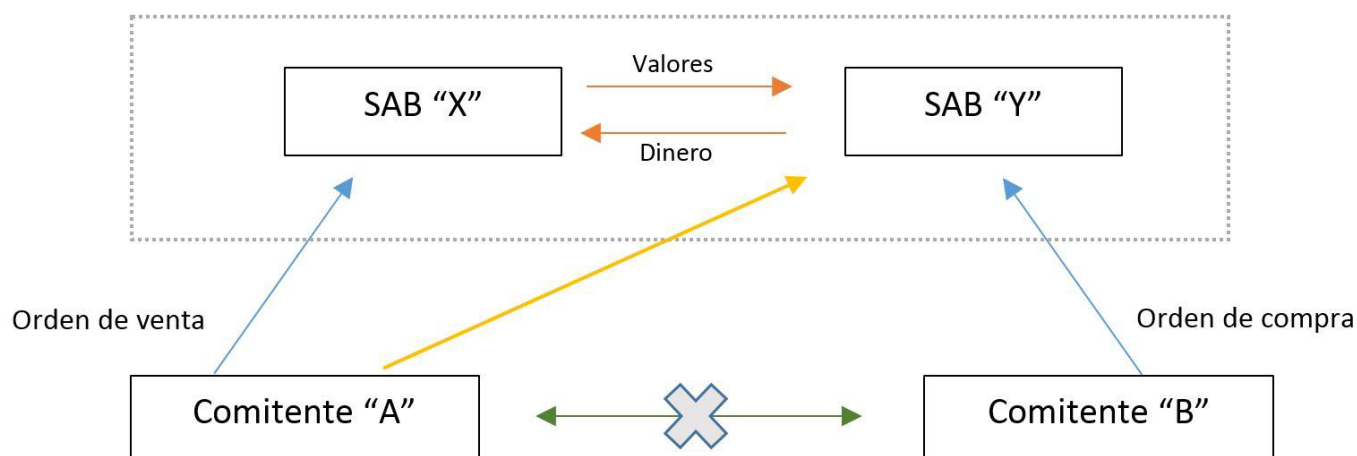 Valores
SAB “X”
SAB “Y”
Dinero
Orden de venta
Orden de compra
Comitente “A”
Comitente “B”